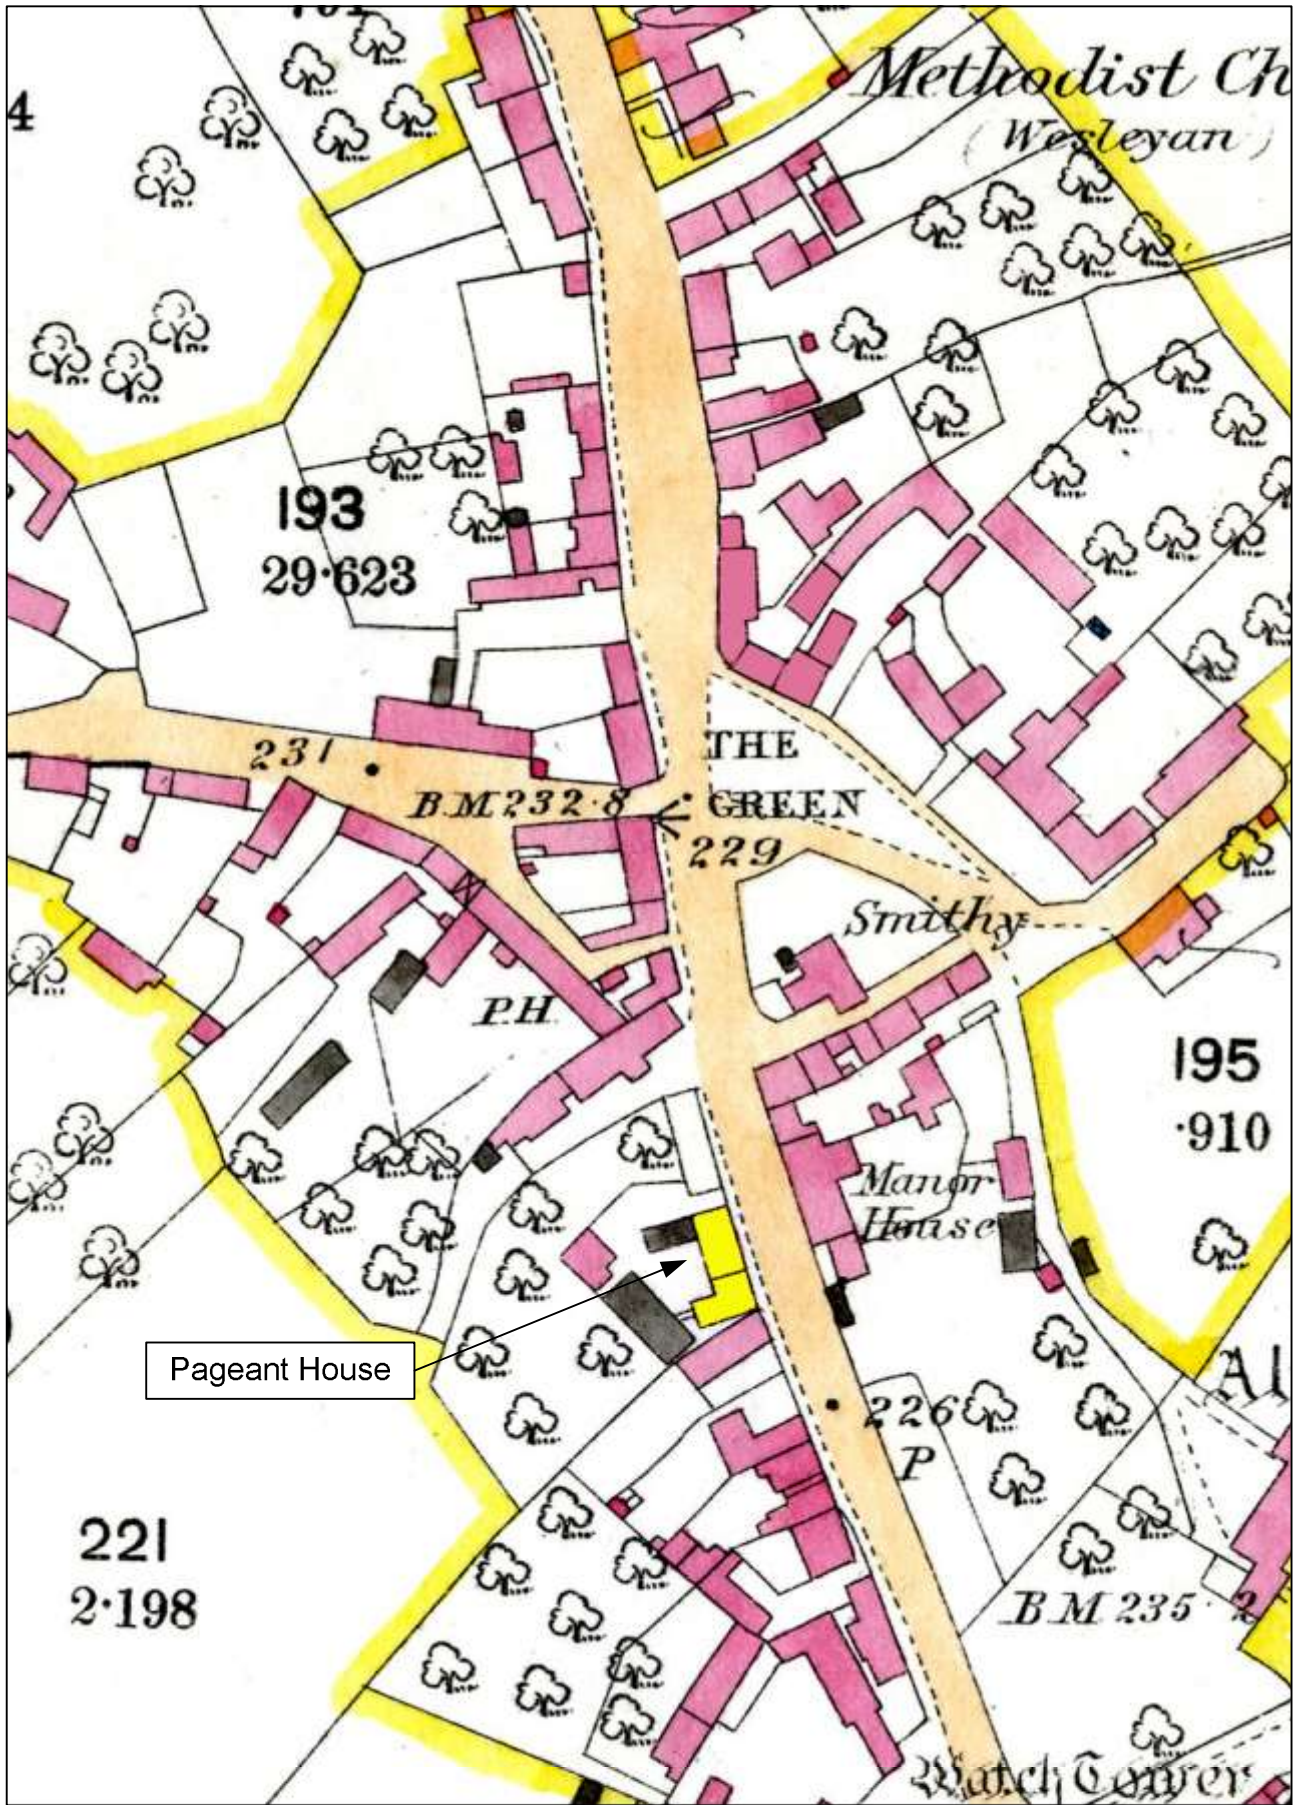 4
Methodist Ch
(Wesleyan)
193
29·623
231
THE
GREEN
B.M.232·8
229
Smithy
P.H.
195
·910
Manor
House
Pageant House
Al
226
P
221
2·198
B.M.235·2
Watch Tower